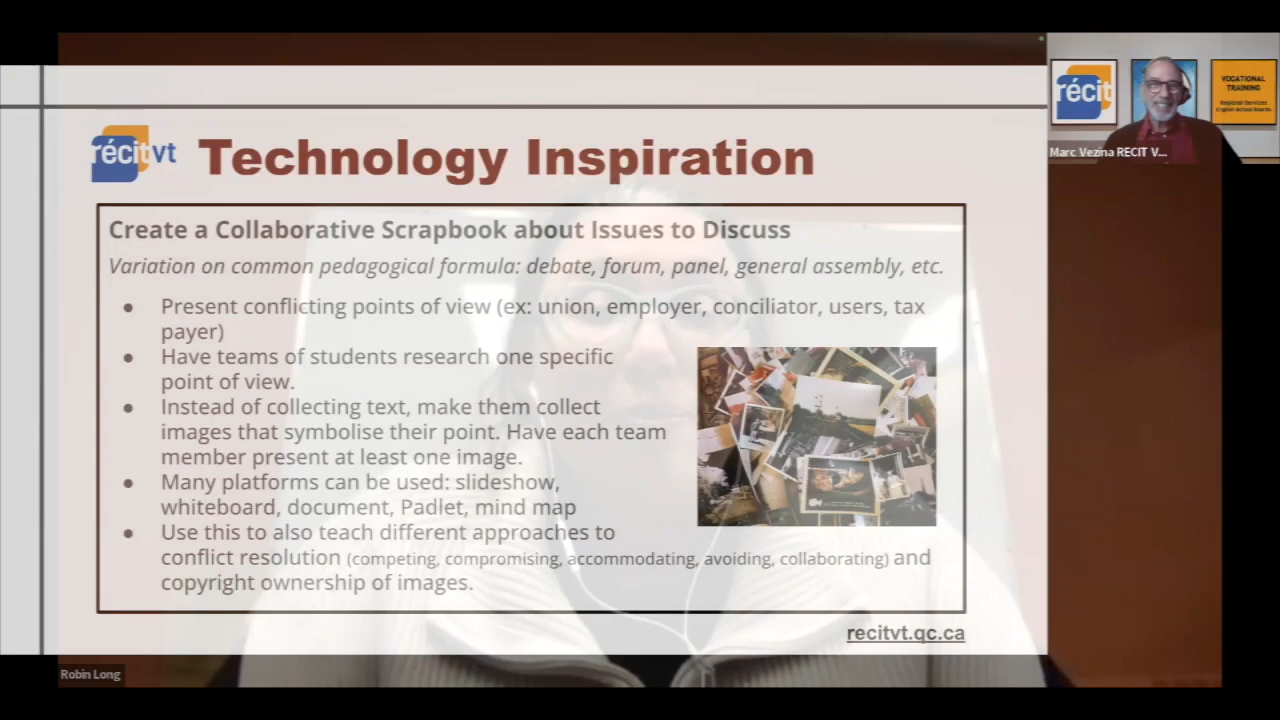 récitvt
Technology Inspiration
Create a Collaborative Scrapbook about Issues to Discuss
Variation on common pedagogical formula: debate, forum, panel, general assembly, etc.
● Present conflicting points of view (ex: union, employer, conciliator, users, tax
payer)
● Have teams of students research one specific
point of view.
● Instead of collecting text, make them collect
images that symbolise their point. Have each team
member present at least one image.
● Many platforms can be used: slideshow,
whiteboard, document, Padlet, mind map
● Use this to also teach different approaches to
conflict resolution (competing, compromising, accommodating, avoiding, collaborating) and
copyright ownership of images.
recitvt.qc.ca
Robin Long
récit
VOCATIONAL
TRAINING
Regional Services
English School Boards
Marc Vezina RECIT V...